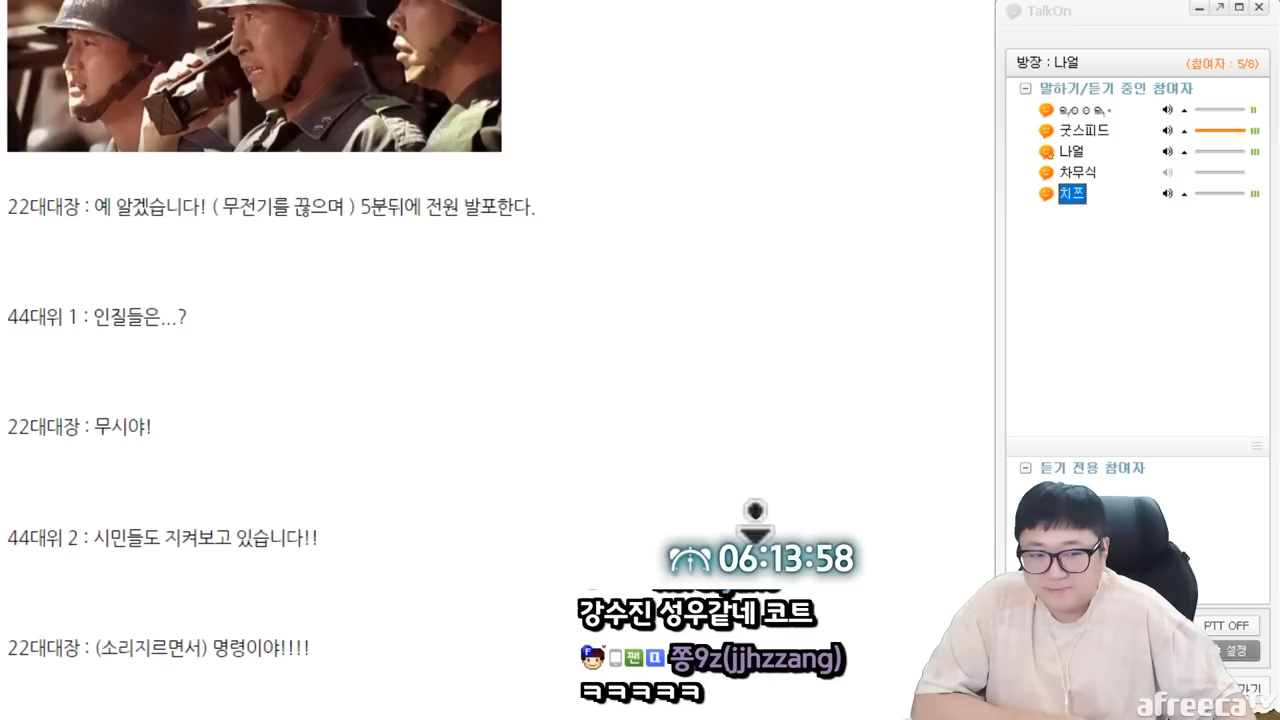 22대대장 : 예 알겠습니다! ( 무전기를 끊으며 ) 5분뒤에 전원 발포한다.
44대위 1 : 인질들은...?
22대대장 : 무시야!
44대위 2 : 시민들도 지켜보고 있습니다!!
22대대장 : (소리지르면서) 명령이야!!!!
06:13:58
강수진 성우같네 코트
팬
쫑9z(jjhzzang)
ㅋㅋㅋㅋㅋ
TalkOn
방장 : 나얼
(참여자 : 5/8)
말하기/듣기 중인 참여자
굿스피드
나얼
차무식
치쯔
듣기 전용 참여자
PTT OFF
설정
afreecaTV